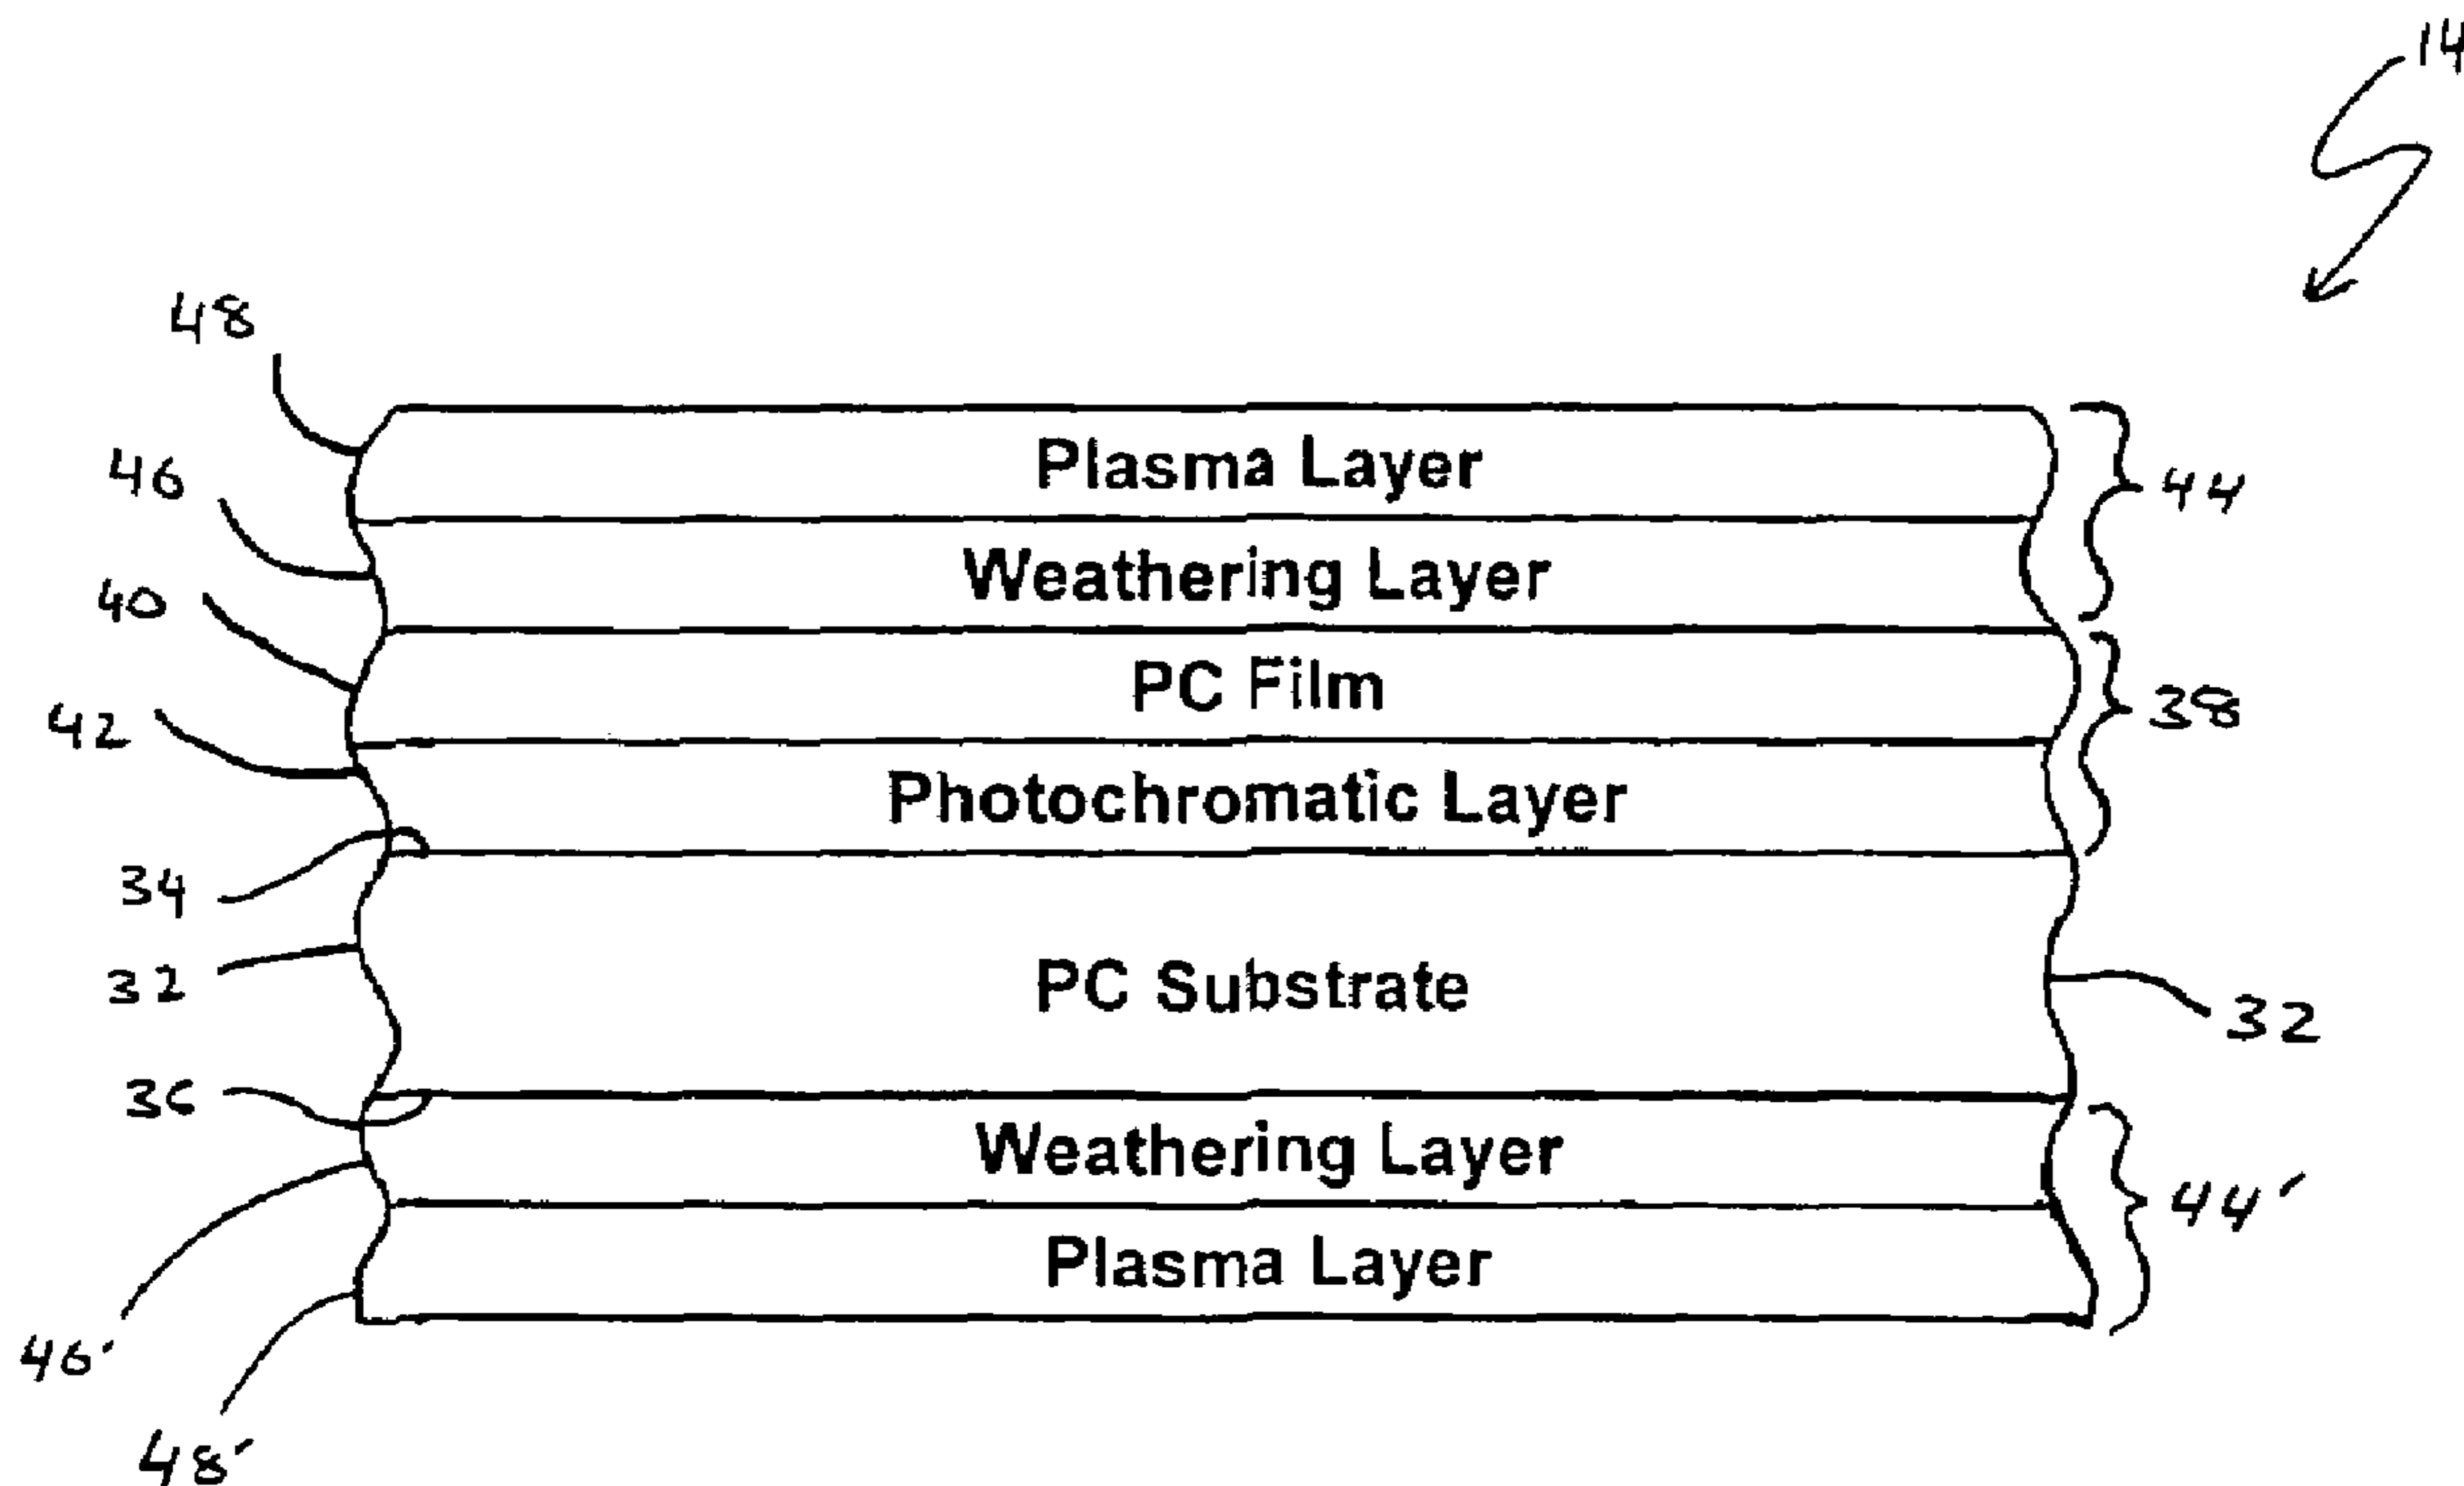 14
48
Plasma Layer
44
46
Weathering Layer
40
PC Film
38
42
Photochromatic Layer
34
32
PC Substrate
32
36
Weathering Layer
44'
Plasma Layer
46'
48'